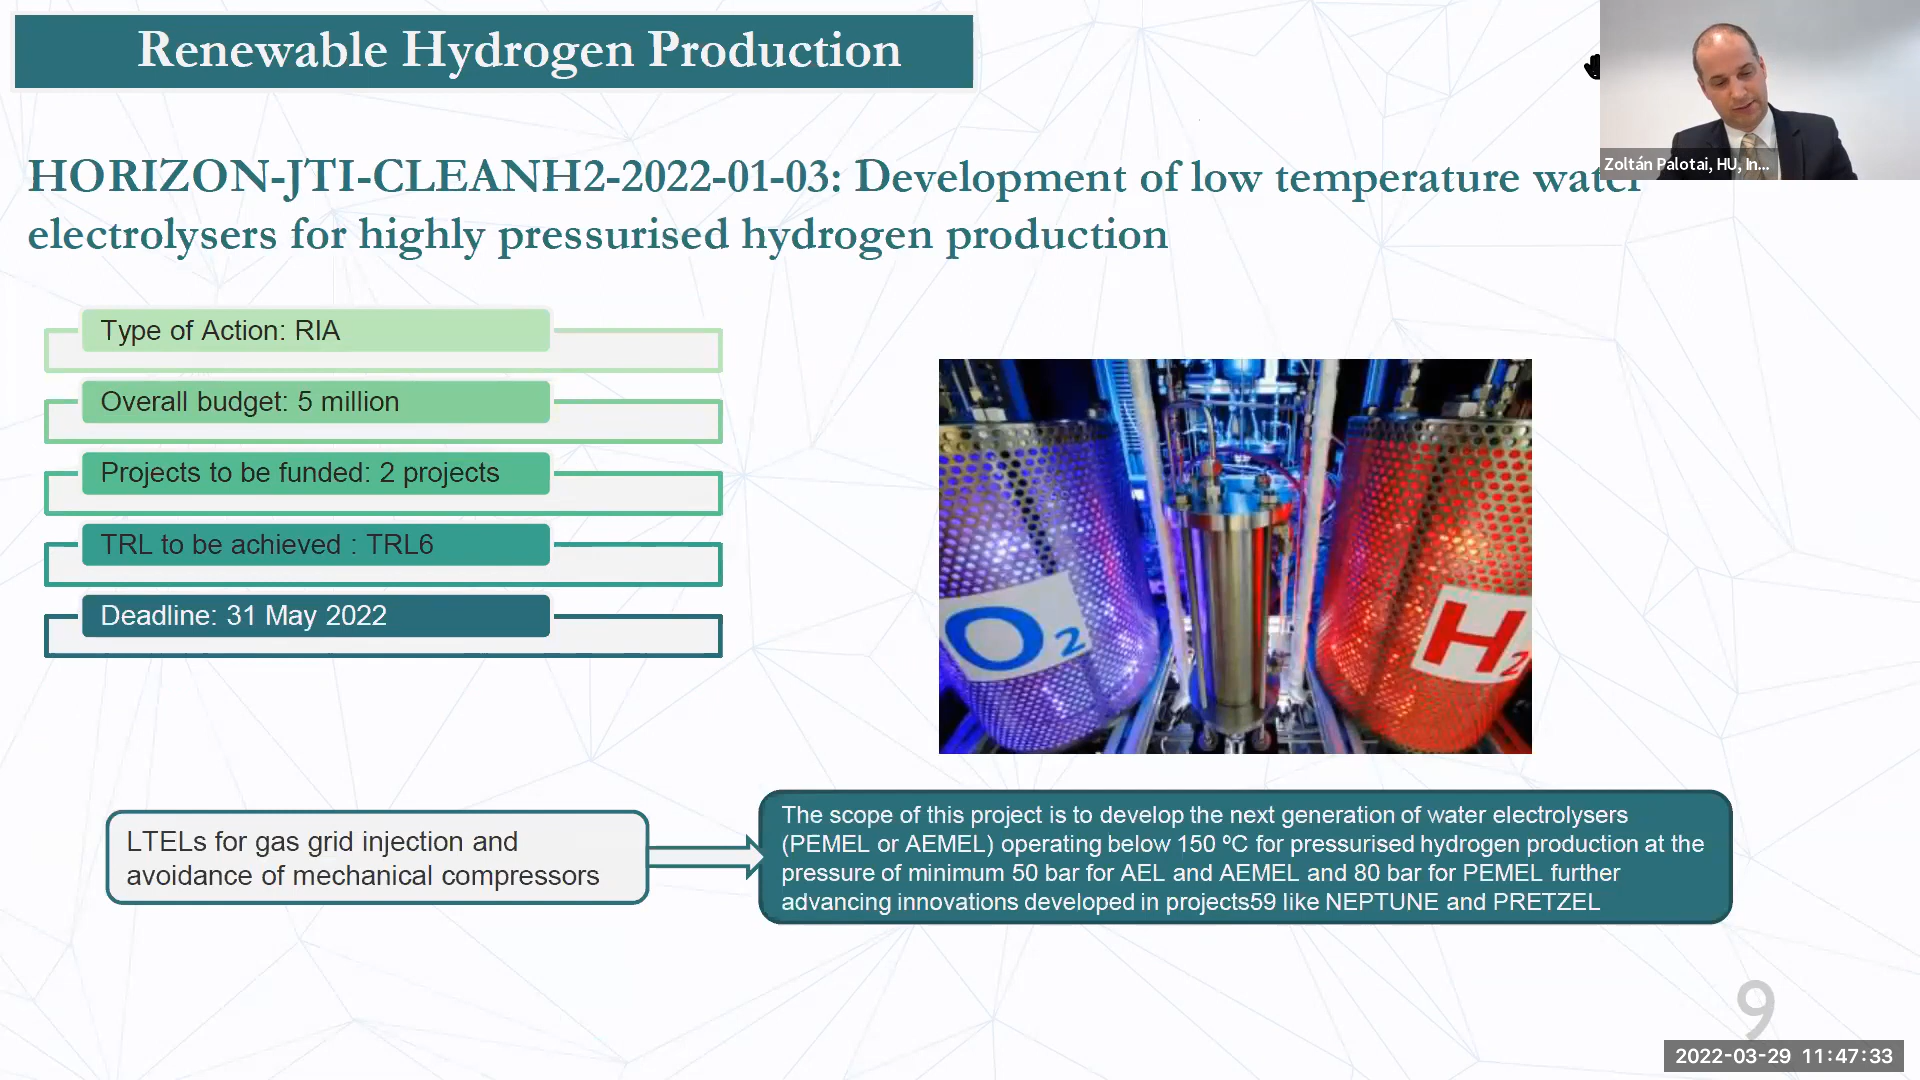 Renewable Hydrogen Production
Zoltán Palotai, HU, In...
HORIZON-JTI-CLEANH2-2022-01-03: Development of low temperature water
electrolysers for highly pressurised hydrogen production
Type of Action: RIA
Overall budget: 5 million
Projects to be funded: 2 projects
TRL to be achieved : TRL6
Deadline: 31 May 2022
O2
H2
LTELs for gas grid injection and
avoidance of mechanical compressors
The scope of this project is to develop the next generation of water electrolysers
(PEMEL or AEMEL) operating below 150 ºC for pressurised hydrogen production at the
pressure of minimum 50 bar for AEL and AEMEL and 80 bar for PEMEL further
advancing innovations developed in projects59 like NEPTUNE and PRETZEL
9
2022-03-29 11:47:33